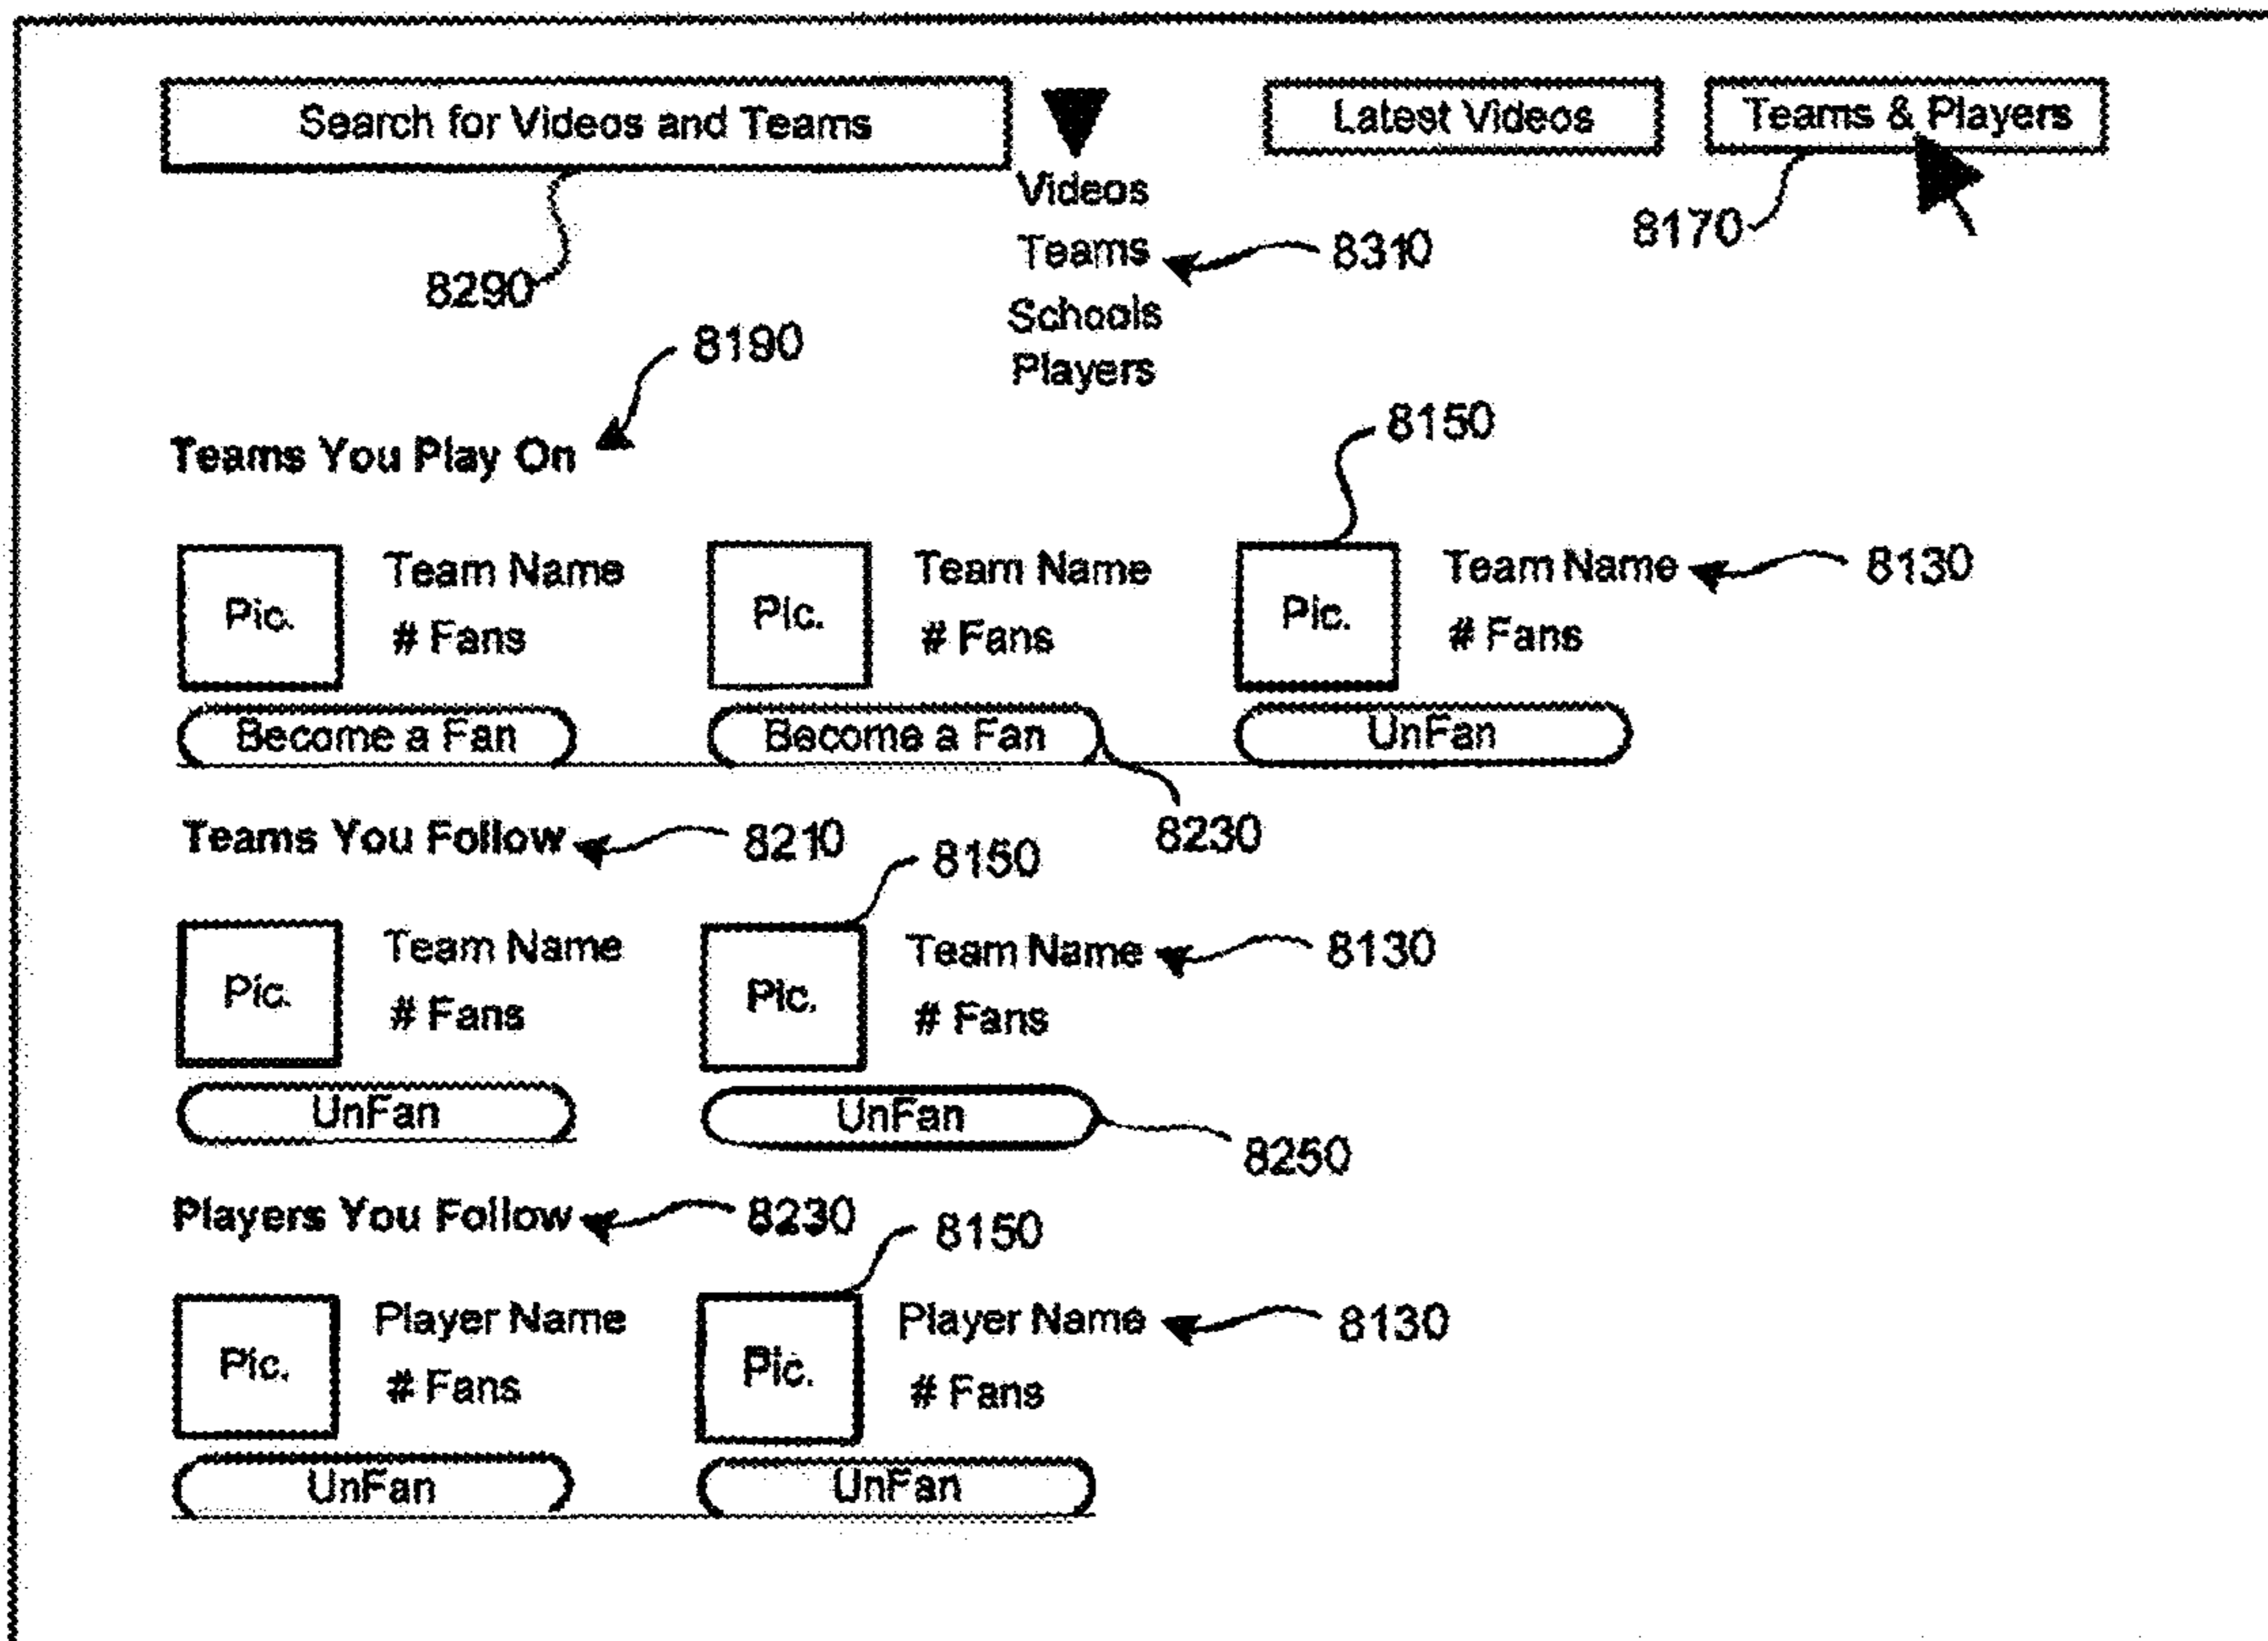 Search for Videos and Teams
Latest Videos
Teams & Players
Videos
Teams
8310
8170
8290
Schools
8190
Players
8150
Teams You Play On
Pic.
Team Name
# Fans
Pic.
Team Name
# Fans
Pic.
Team Name
8130
# Fans
Become a Fan
Become a Fan
UnFan
8230
Teams You Follow
8210
8150
Pic.
Team Name
# Fans
Pic.
Team Name
8130
# Fans
UnFan
UnFan
8250
Players You Follow
8230
8150
Pic.
Player Name
# Fans
Pic.
Player Name
8130
# Fans
UnFan
UnFan